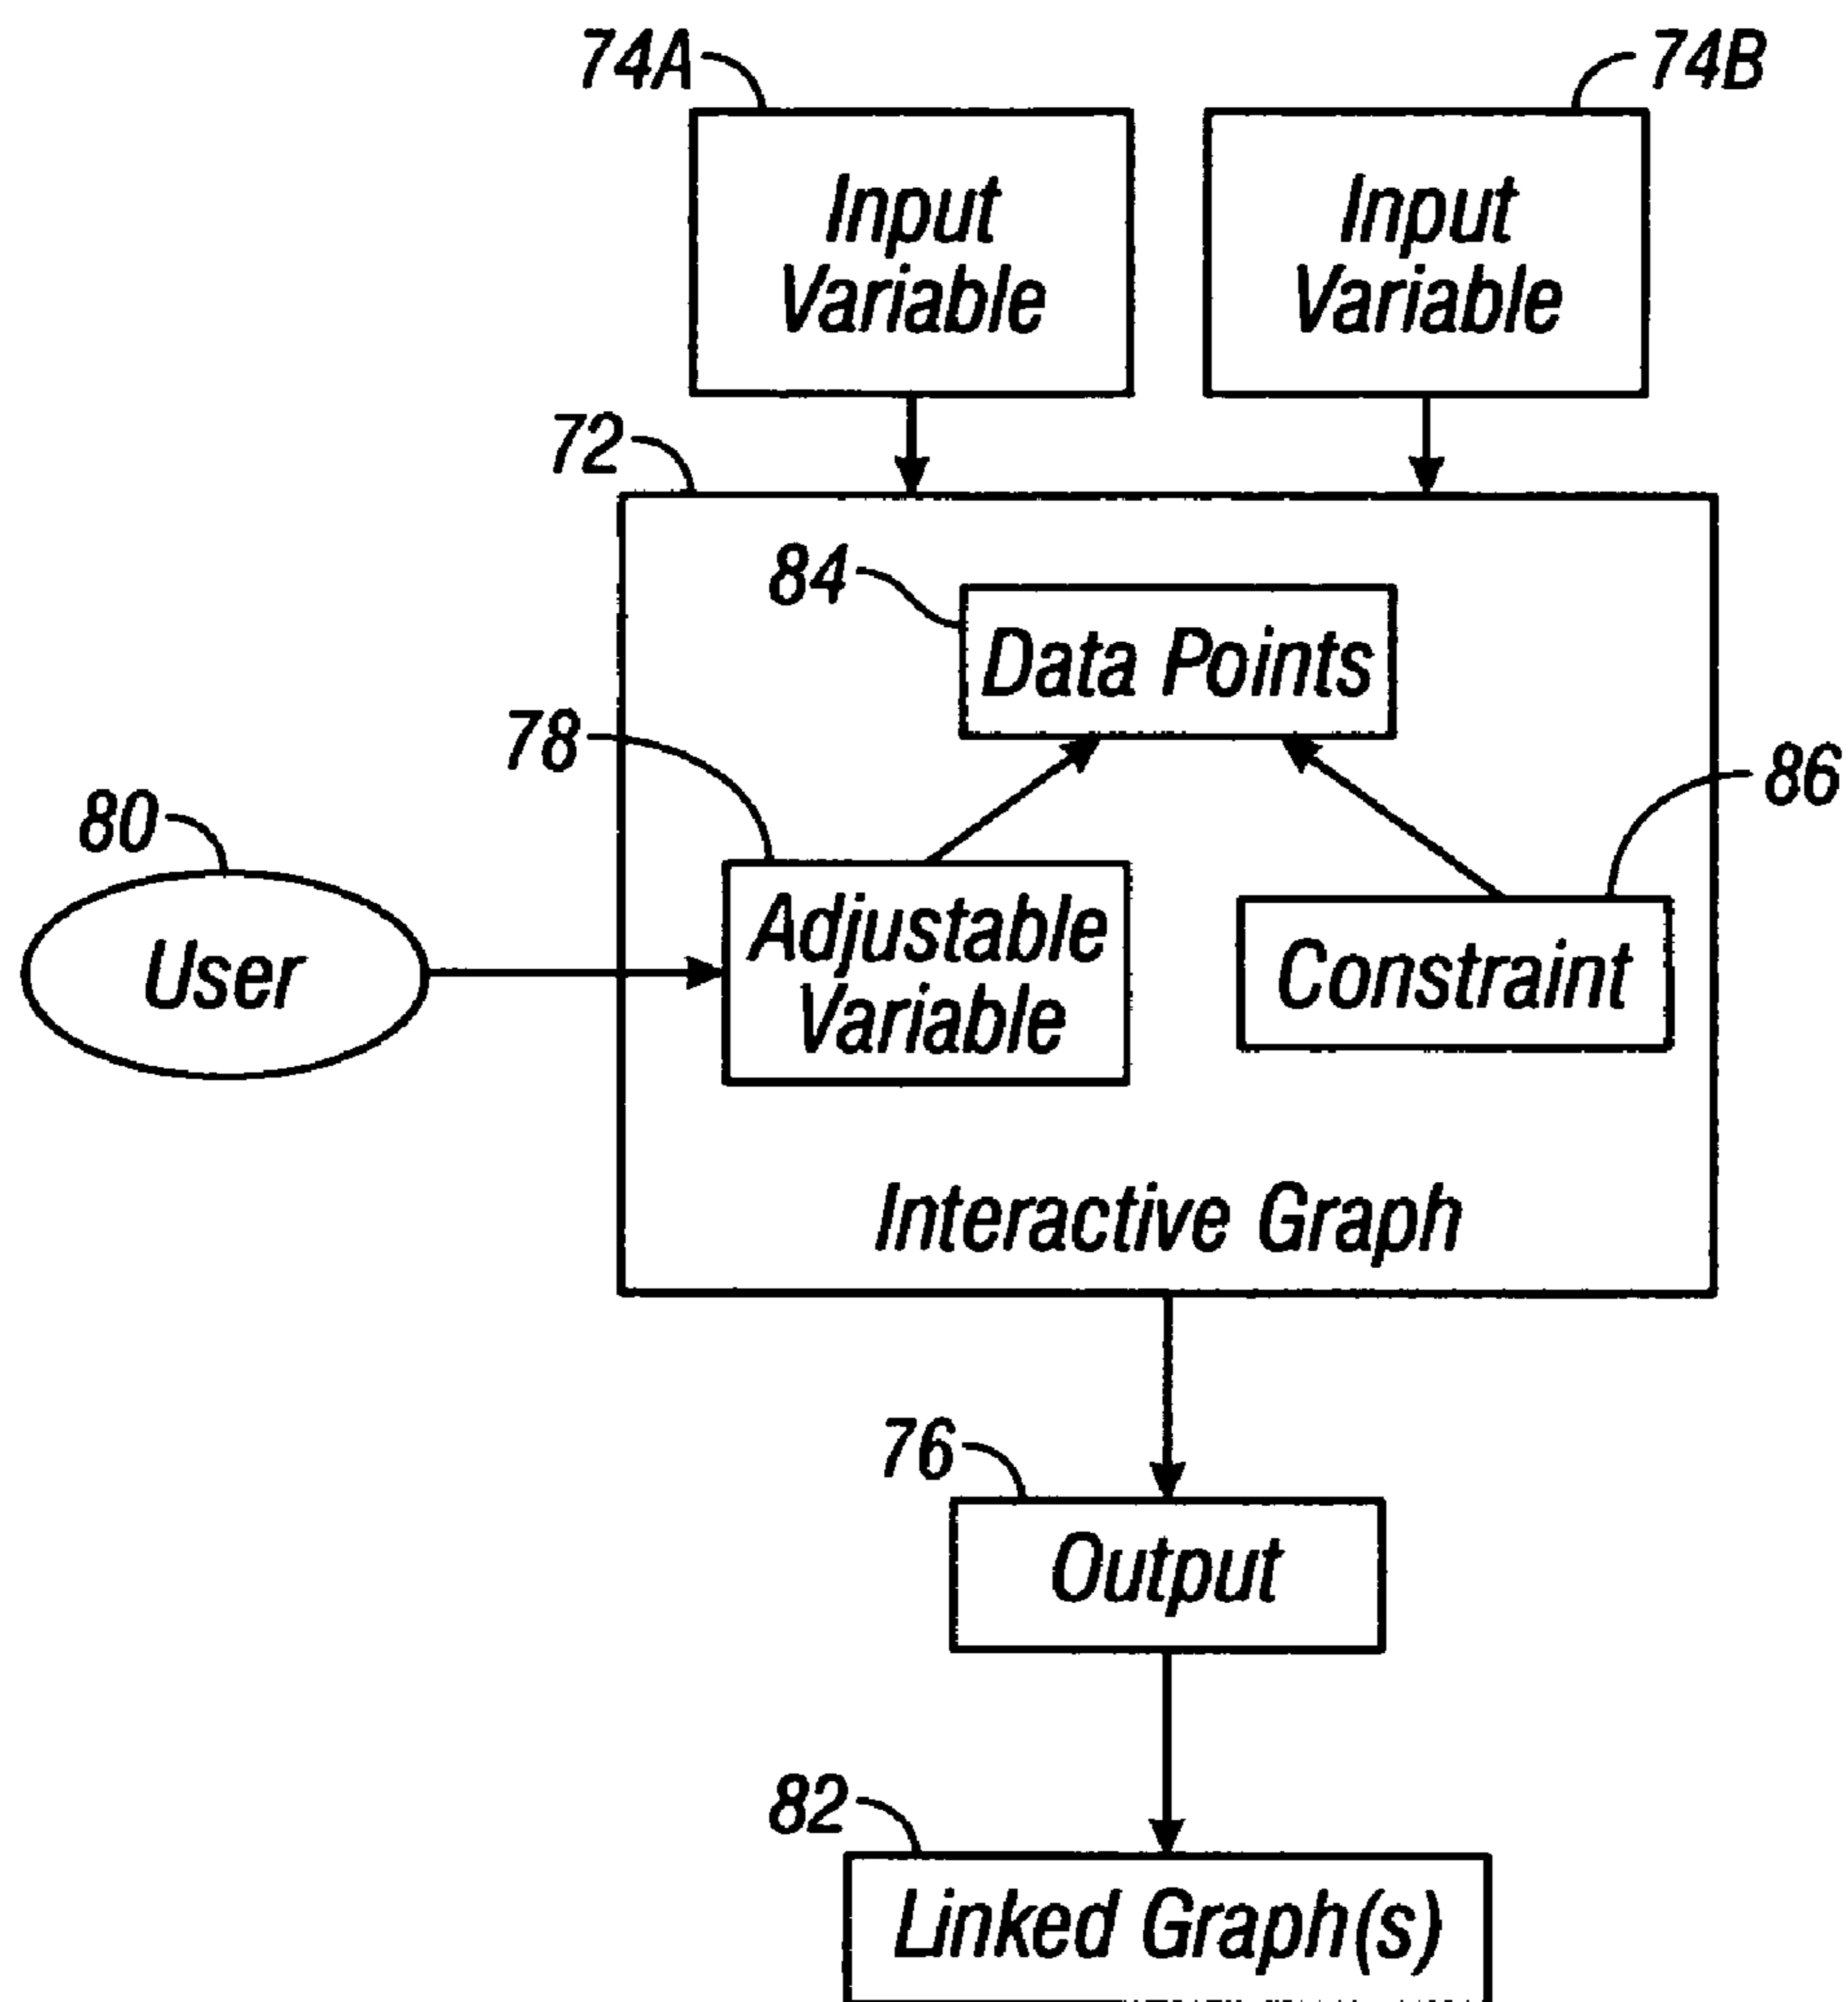 74A
74B
Input
Variable
Input
Variable
72
84
Data Points
78
86
80
User
Adjustable
Variable
Constraint
Interactive Graph
76
Output
82
Linked Graph(s)